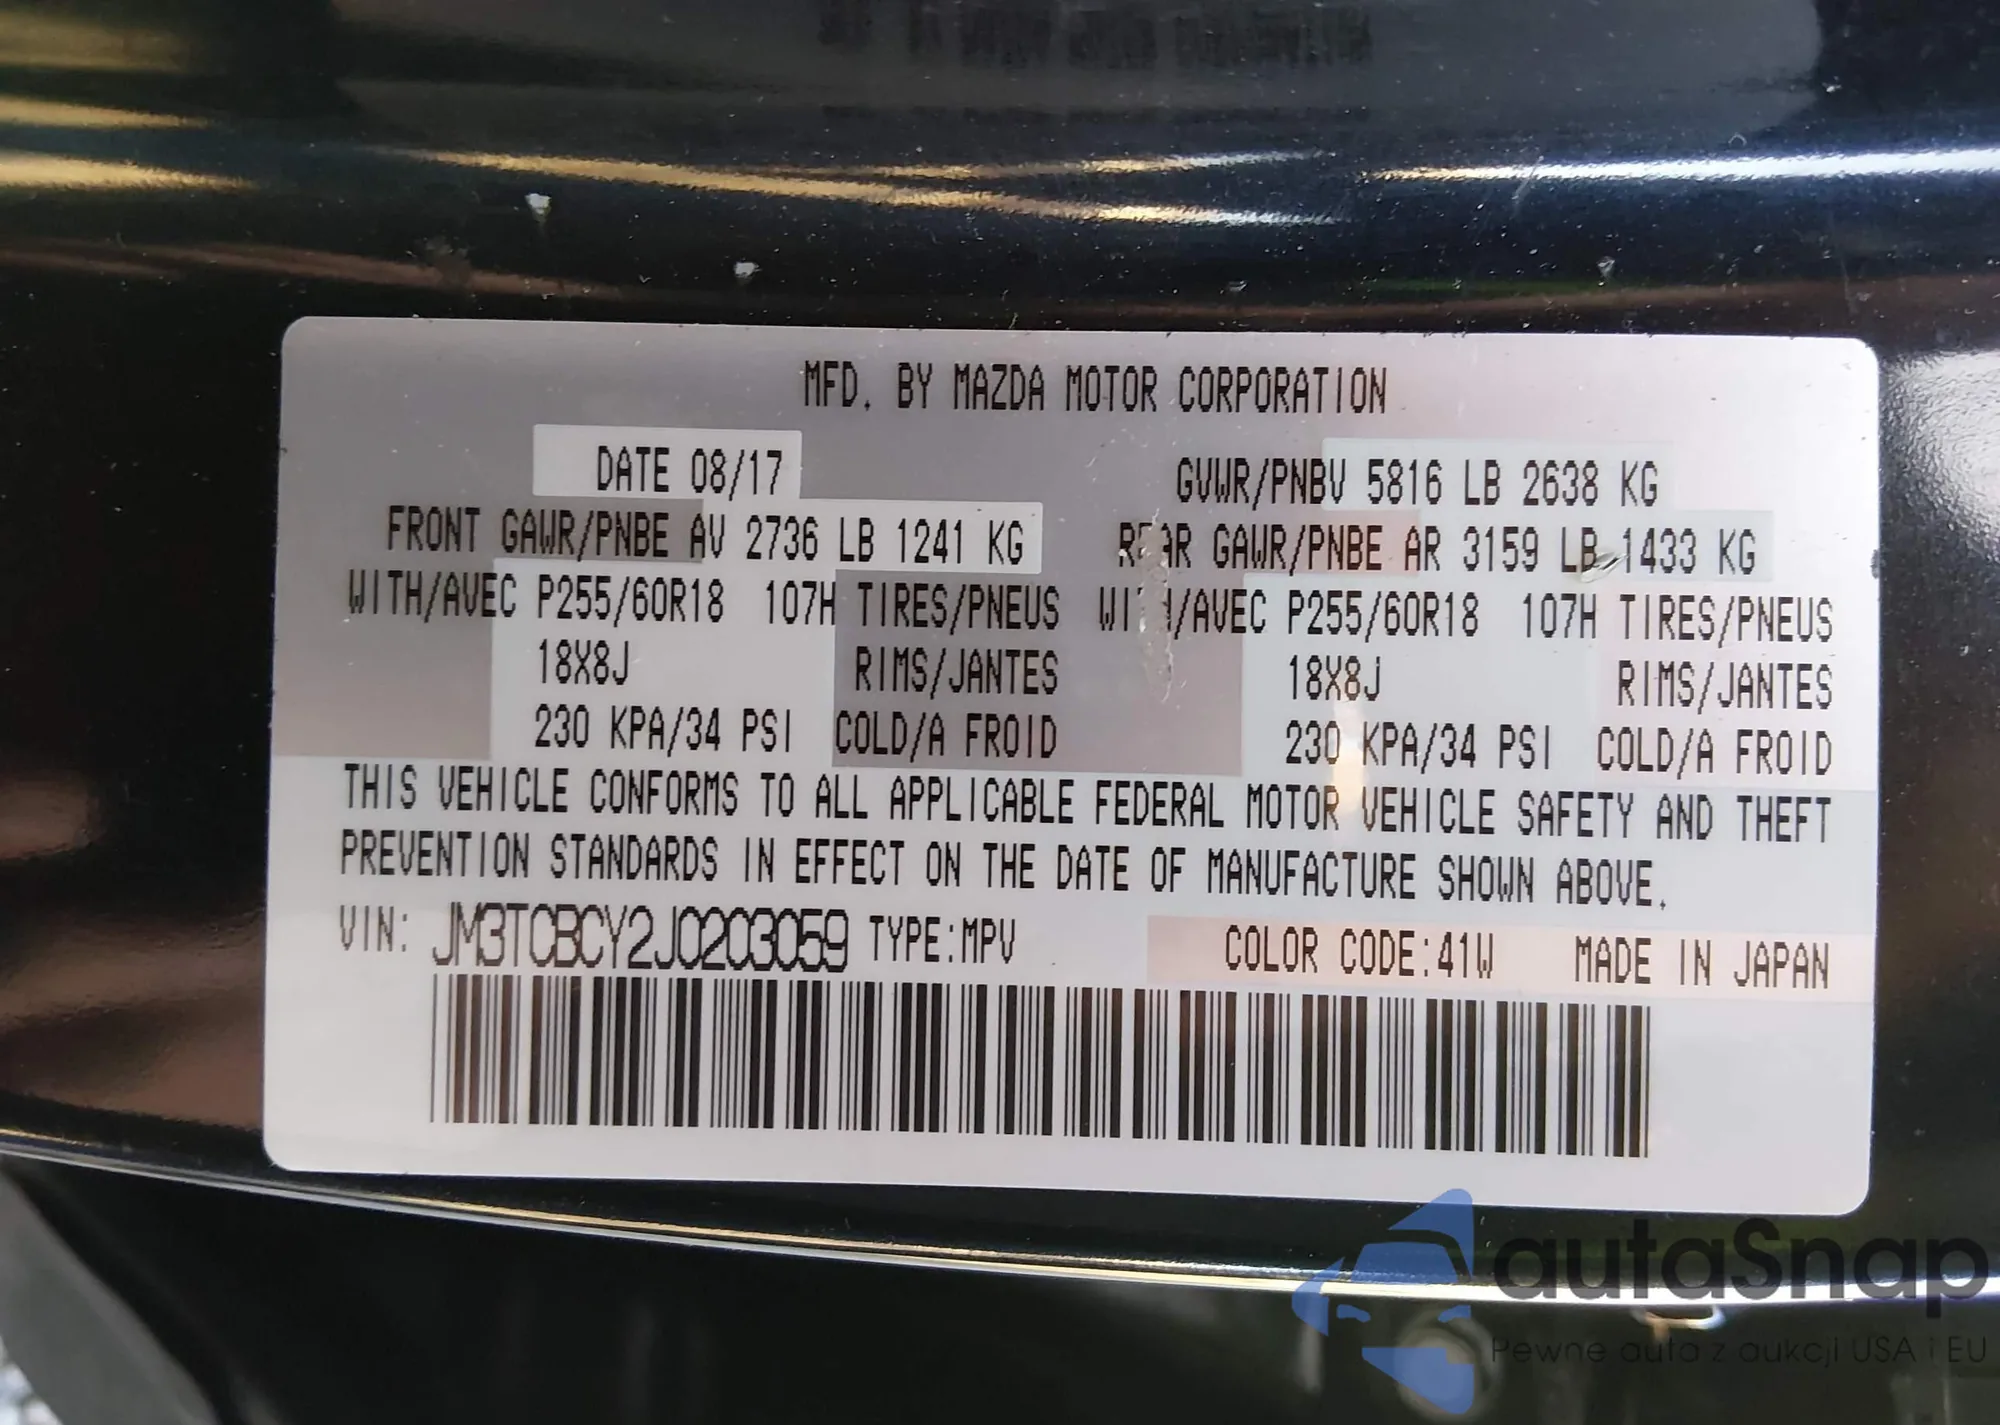 MFD. BY MAZDA MOTOR CORPORATION
DATE 08/17 GVWR/PNBV 5816 LB 2638 KG
FRONT GAWR/PNBE AV 2736 LB 1241 KG REAR GAWR/PNBE AR 3159 LB 1433 KG
WITH/AVEC P255/60R18 107H TIRES/PNEUS WITH/AVEC P255/60R18 107H TIRES/PNEUS
18X8J RIMS/JANTES 18X8J RIMS/JANTES
230 KPA/34 PSI COLD/A FROID 230 KPA/34 PSI COLD/A FROID
THIS VEHICLE CONFORMS TO ALL APPLICABLE FEDERAL MOTOR VEHICLE SAFETY AND THEFT
PREVENTION STANDARDS IN EFFECT ON THE DATE OF MANUFACTURE SHOWN ABOVE.
VIN: JM3TCBCY2J0203059 TYPE:MPV COLOR CODE:41W MADE IN JAPAN
autaSnap
Pewne auta z aukcji USA i EU